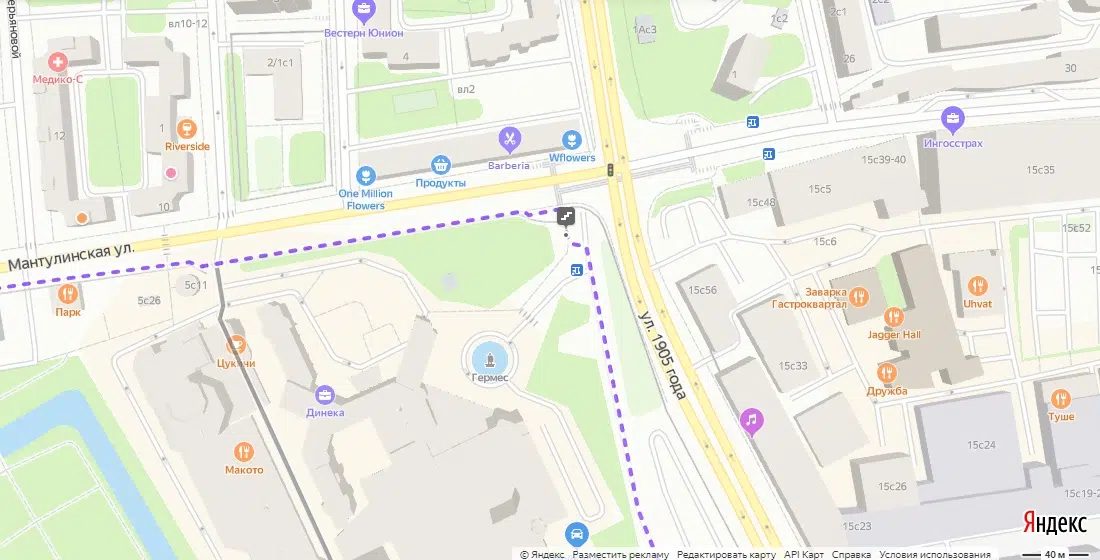 ерьяновой
вл10-12
Вестерн Юнион
1с2
2с1
1Ас3
Медико-С
2/1с1
4
1
26
30
вл2
12
1
Riverside
Barberia
Wflowers
Ингосстрах
Продукты
One Million
Flowers
10
15с39-40
15с35
15с5
15с48
15с52
Мантулинская ул.
15с6
5с11
5с26
Парк
15с56
Заварка
Гастроквартал
Uhvat
Jagger Hall
ул. 1905 года
Цукичи
Гермес
15с33
Дружба
Динека
Туше
Макото
15с24
15с26
15с19-2
15с23
Яндекс
© Яндекс Разместить рекламу Редактировать карту API Карт Справка Условия использования 40 м